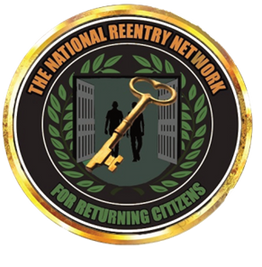 THE NATIONAL REENTRY NETWORK
FOR RETURNING CITIZENS